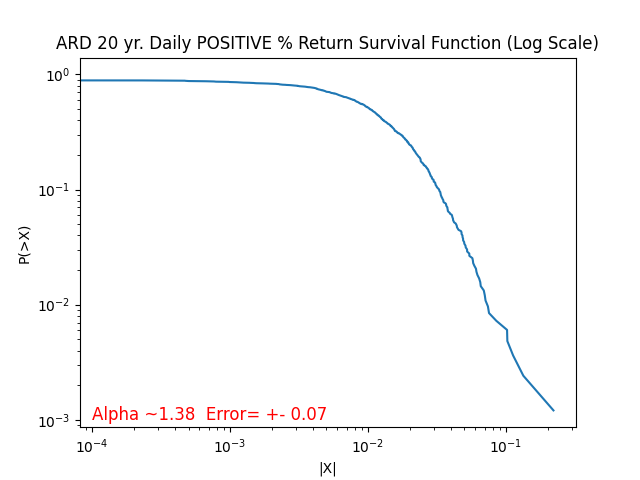 ARD 20 yr. Daily POSITIVE % Return Survival Function (Log Scale)
P(>X)
10⁰
10⁻¹
10⁻²
10⁻³
Alpha ~1.38  Error= +- 0.07
10⁻⁴ 10⁻³ 10⁻² 10⁻¹
|X|